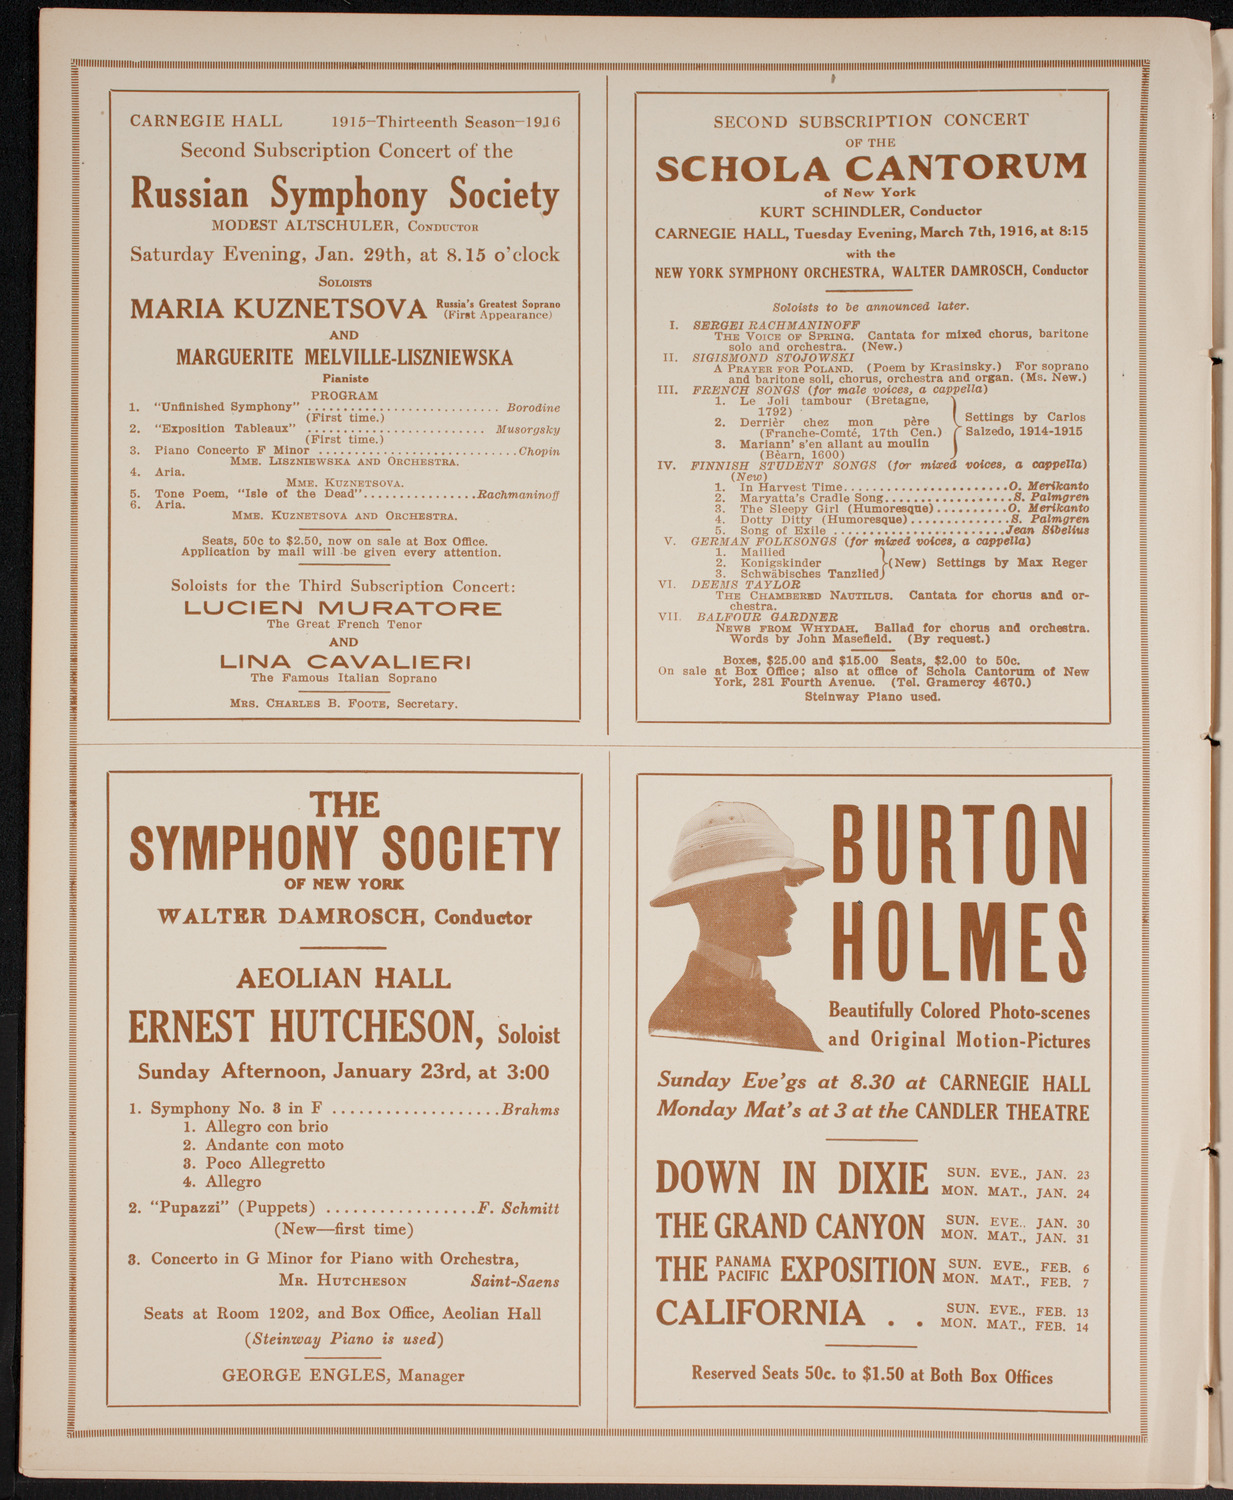 CARNEGIE HALL 1915–Thirteenth Season–1916
Second Subscription Concert of the
Russian Symphony Society
MODEST ALTSCHULER, CONDUCTOR
Saturday Evening, Jan. 29th, at 8.15 o'clock
SOLOISTS
MARIA KUZNETSOVA Russia's Greatest Soprano
(First Appearance)
AND
MARGUERITE MELVILLE-LISZNIEWSKA
Pianiste
PROGRAM
1. "Unfinished Symphony" .......................... Borodine
(First time.)
2. "Exposition Tableaux" ........................ Musorgsky
(First time.)
3. Piano Concerto F Minor ...........................Chopin
MME. LISZNIEWSKA AND ORCHESTRA.
4. Aria.
MME. KUZNETSOVA.
5. Tone Poem, "Isle of the Dead"................Rachmaninoff
6. Aria.
MME. KUZNETSOVA AND ORCHESTRA.
Seats, 50c to $2.50, now on sale at Box Office.
Application by mail will be given every attention.
Soloists for the Third Subscription Concert:
LUCIEN MURATORE
The Great French Tenor
AND
LINA CAVALIERI
The Famous Italian Soprano
MRS. CHARLES B. FOOTE, Secretary.
SECOND SUBSCRIPTION CONCERT
OF THE
SCHOLA CANTORUM
of New York
KURT SCHINDLER, Conductor
CARNEGIE HALL, Tuesday Evening, March 7th, 1916, at 8:15
with the
NEW YORK SYMPHONY ORCHESTRA, WALTER DAMROSCH, Conductor
Soloists to be announced later.
I. SERGEI RACHMANINOFF
THE VOICE OF SPRING. Cantata for mixed chorus, baritone
solo and orchestra. (New.)
II. SIGISMOND STOJOWSKI
A PRAYER FOR POLAND. (Poem by Krasinsky.) For soprano
and baritone soli, chorus, orchestra and organ. (Ms. New.)
III. FRENCH SONGS (for male voices, a cappella)
1. Le Joli tambour (Bretagne,
1792)
2. Derrièr chez mon père
(Franche-Comté, 17th Cen.)
3. Mariann' s'en allant au moulin
(Bèarn, 1600)
Settings by Carlos
Salzedo, 1914-1915
IV. FINNISH STUDENT SONGS (for mixed voices, a cappella)
(New)
1. In Harvest Time.....................O. Merikanto
2. Maryatta's Cradle Song................S. Palmgren
3. The Sleepy Girl (Humoresque)..........O. Merikanto
4. Dotty Ditty (Humoresque).............S. Palmgren
5. Song of Exile ......................Jean Sibelius
V. GERMAN FOLKSONGS (for mixed voices, a cappella)
1. Mailied
2. Konigskinder
3. Schwäbisches Tanzlied
(New) Settings by Max Reger
VI. DEEMS TAYLOR
THE CHAMBERED NAUTILUS. Cantata for chorus and or-
chestra.
VII. BALFOUR GARDNER
NEWS FROM WHYDAH. Ballad for chorus and orchestra.
Words by John Masefield. (By request.)
Boxes, $25.00 and $15.00 Seats, $2.00 to 50c.
On sale at Box Office; also at office of Schola Cantorum of New
York, 281 Fourth Avenue. (Tel. Gramercy 4670.)
Steinway Piano used.
THE
SYMPHONY SOCIETY
OF NEW YORK
WALTER DAMROSCH, Conductor
AEOLIAN HALL
ERNEST HUTCHESON, Soloist
Sunday Afternoon, January 23rd, at 3:00
1. Symphony No. 3 in F ...................Brahms
1. Allegro con brio
2. Andante con moto
3. Poco Allegretto
4. Allegro
2. "Pupazzi" (Puppets) .................F. Schmitt
(New—first time)
3. Concerto in G Minor for Piano with Orchestra,
MR. HUTCHESON Saint-Saens
Seats at Room 1202, and Box Office, Aeolian Hall
(Steinway Piano is used)
GEORGE ENGLES, Manager
BURTON
HOLMES
Beautifully Colored Photo-scenes
and Original Motion-Pictures
Sunday Eve'gs at 8.30 at CARNEGIE HALL
Monday Mat's at 3 at the CANDLER THEATRE
DOWN IN DIXIE SUN. EVE., JAN. 23
MON. MAT., JAN. 24
THE GRAND CANYON SUN. EVE.. JAN. 30
MON. MAT., JAN. 31
THE PANAMA PACIFIC EXPOSITION SUN. EVE., FEB. 6
MON. MAT., FEB. 7
CALIFORNIA . . SUN. EVE., FEB. 13
MON. MAT., FEB. 14
Reserved Seats 50c. to $1.50 at Both Box Offices